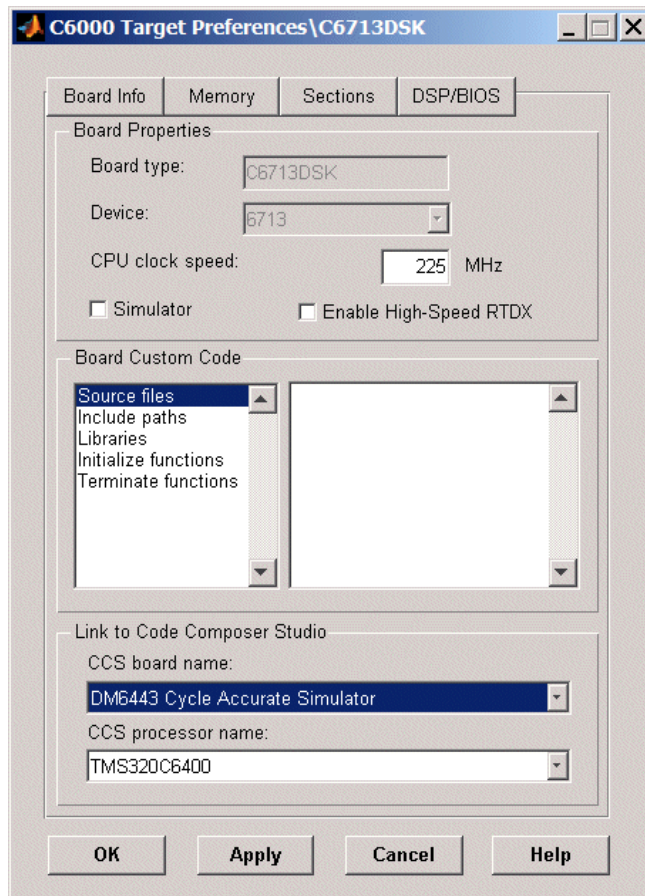 C6000 Target Preferences\C6713DSK
Board Info Memory Sections DSP/BIOS
Board Properties
Board type: C6713DSK
Device: 6713
CPU clock speed: 225 MHz
Simulator Enable High-Speed RTDX
Board Custom Code
Source files
Include paths
Libraries
Initialize functions
Terminate functions
Link to Code Composer Studio
CCS board name:
DM6443 Cycle Accurate Simulator
CCS processor name:
TMS320C6400
OK Apply Cancel Help